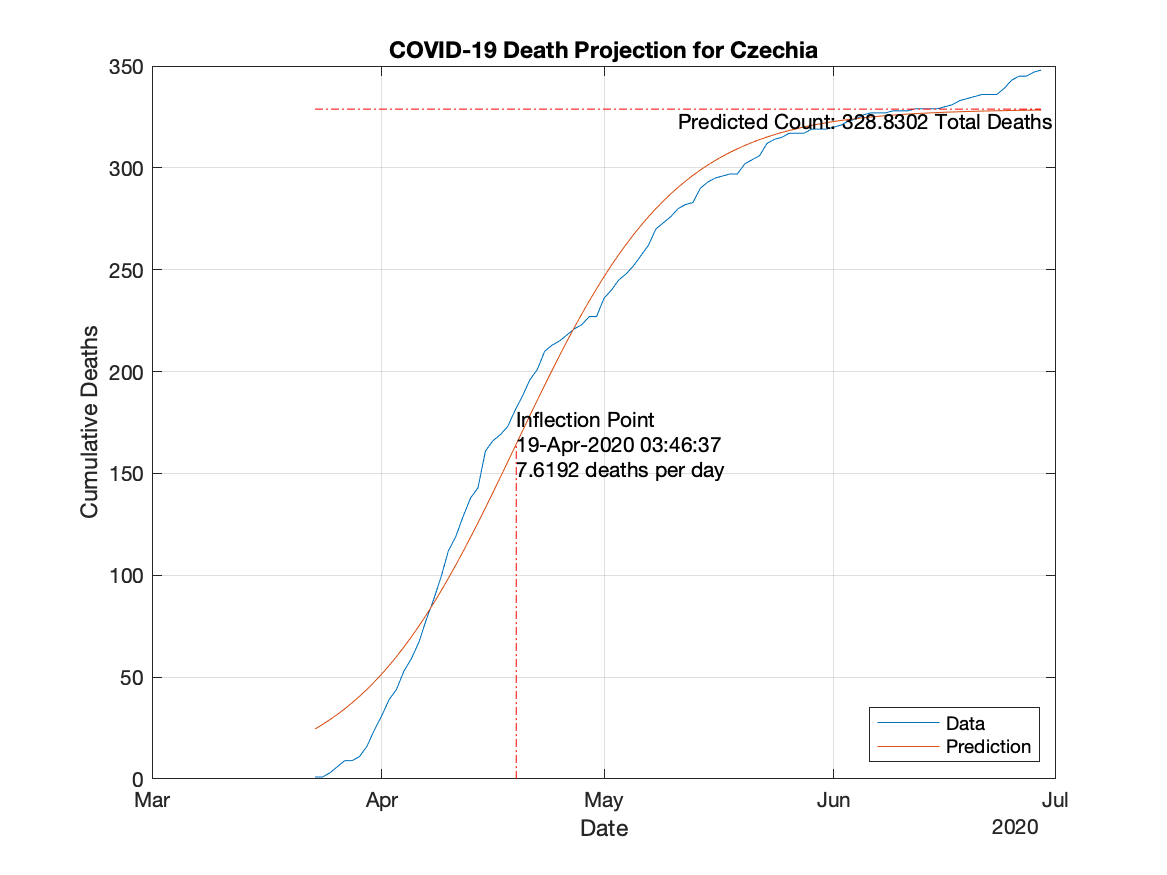 COVID-19 Death Projection for Czechia
350
300
250
200
150
100
50
0
Cumulative Deaths
Predicted Count: 328.8302 Total Deaths
Inflection Point
19-Apr-2020 03:46:37
7.6192 deaths per day
Data
Prediction
Mar Apr May Jun Jul
Date
2020